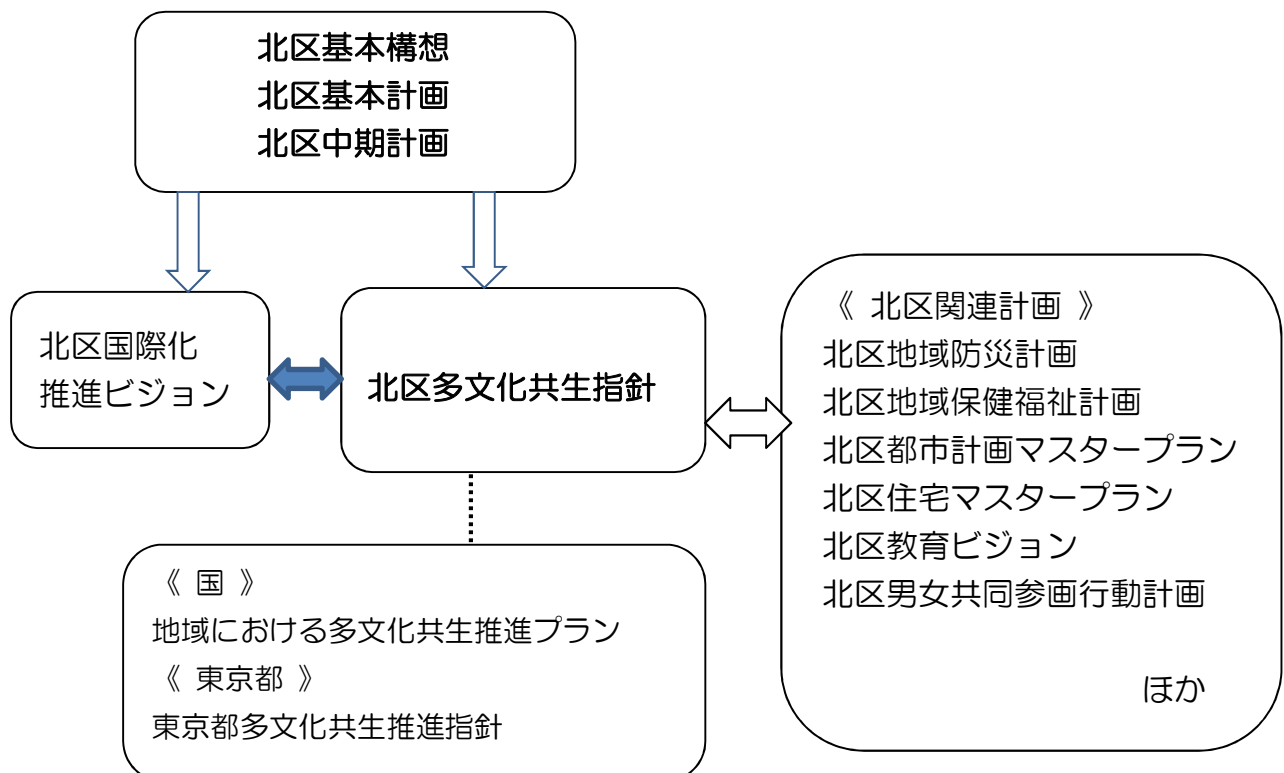 北区基本構想
北区基本計画
北区中期計画
北区国際化
推進ビジョン
北区多文化共生指針
《 北区関連計画 》
北区地域防災計画
北区地域保健福祉計画
北区都市計画マスタープラン
北区住宅マスタープラン
北区教育ビジョン
北区男女共同参画行動計画
ほか
《 国 》
地域における多文化共生推進プラン
《 東京都 》
東京都多文化共生推進指針